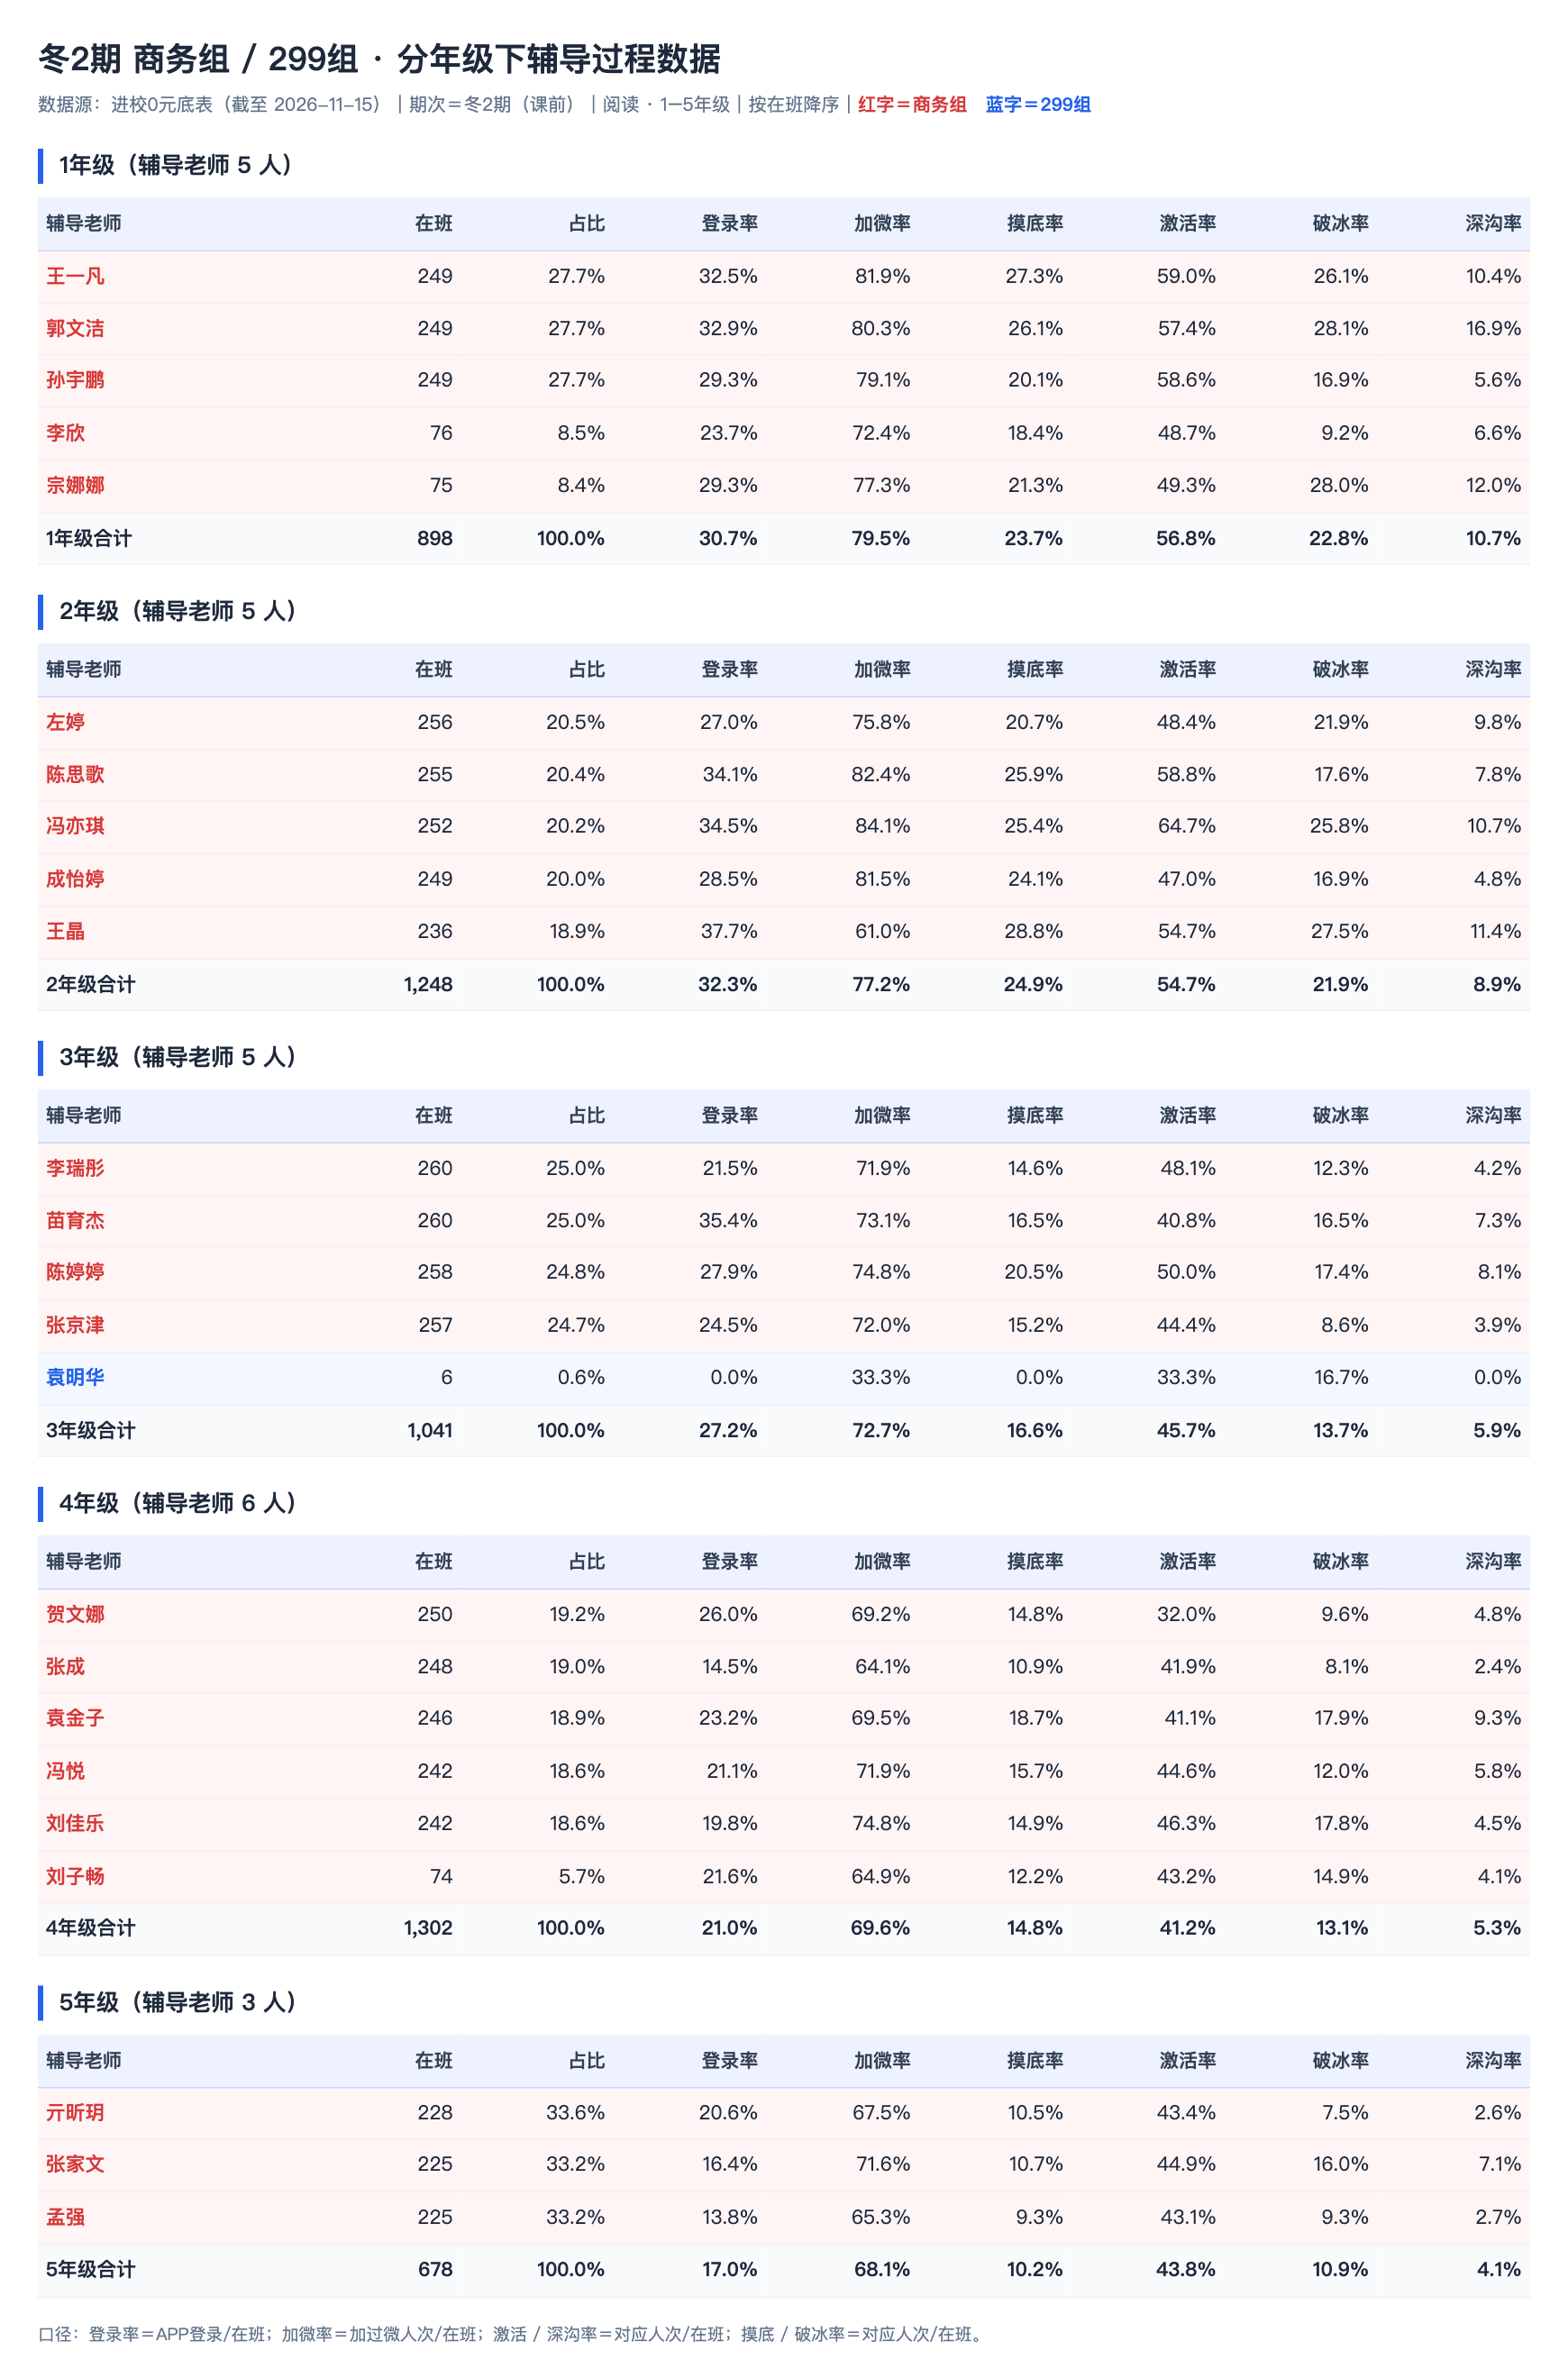 冬2期 商务组 / 299组 · 分年级下辅导过程数据
数据源：进校0元底表（截至 2026-11-15）｜期次＝冬2期（课前）｜阅读 · 1–5年级｜按在班降序｜红字＝商务组 蓝字＝299组
1年级（辅导老师 5 人）
辅导老师 在班 占比 登录率 加微率 摸底率 激活率 破冰率 深沟率
王一凡 249 27.7% 32.5% 81.9% 27.3% 59.0% 26.1% 10.4%
郭文洁 249 27.7% 32.9% 80.3% 26.1% 57.4% 28.1% 16.9%
孙宇鹏 249 27.7% 29.3% 79.1% 20.1% 58.6% 16.9% 5.6%
李欣 76 8.5% 23.7% 72.4% 18.4% 48.7% 9.2% 6.6%
宗娜娜 75 8.4% 29.3% 77.3% 21.3% 49.3% 28.0% 12.0%
1年级合计 898 100.0% 30.7% 79.5% 23.7% 56.8% 22.8% 10.7%
2年级（辅导老师 5 人）
辅导老师 在班 占比 登录率 加微率 摸底率 激活率 破冰率 深沟率
左婷 256 20.5% 27.0% 75.8% 20.7% 48.4% 21.9% 9.8%
陈思歌 255 20.4% 34.1% 82.4% 25.9% 58.8% 17.6% 7.8%
冯亦琪 252 20.2% 34.5% 84.1% 25.4% 64.7% 25.8% 10.7%
成怡婷 249 20.0% 28.5% 81.5% 24.1% 47.0% 16.9% 4.8%
王晶 236 18.9% 37.7% 61.0% 28.8% 54.7% 27.5% 11.4%
2年级合计 1,248 100.0% 32.3% 77.2% 24.9% 54.7% 21.9% 8.9%
3年级（辅导老师 5 人）
辅导老师 在班 占比 登录率 加微率 摸底率 激活率 破冰率 深沟率
李瑞彤 260 25.0% 21.5% 71.9% 14.6% 48.1% 12.3% 4.2%
苗育杰 260 25.0% 35.4% 73.1% 16.5% 40.8% 16.5% 7.3%
陈婷婷 258 24.8% 27.9% 74.8% 20.5% 50.0% 17.4% 8.1%
张京津 257 24.7% 24.5% 72.0% 15.2% 44.4% 8.6% 3.9%
袁明华 6 0.6% 0.0% 33.3% 0.0% 33.3% 16.7% 0.0%
3年级合计 1,041 100.0% 27.2% 72.7% 16.6% 45.7% 13.7% 5.9%
4年级（辅导老师 6 人）
辅导老师 在班 占比 登录率 加微率 摸底率 激活率 破冰率 深沟率
贺文娜 250 19.2% 26.0% 69.2% 14.8% 32.0% 9.6% 4.8%
张成 248 19.0% 14.5% 64.1% 10.9% 41.9% 8.1% 2.4%
袁金子 246 18.9% 23.2% 69.5% 18.7% 41.1% 17.9% 9.3%
冯悦 242 18.6% 21.1% 71.9% 15.7% 44.6% 12.0% 5.8%
刘佳乐 242 18.6% 19.8% 74.8% 14.9% 46.3% 17.8% 4.5%
刘子畅 74 5.7% 21.6% 64.9% 12.2% 43.2% 14.9% 4.1%
4年级合计 1,302 100.0% 21.0% 69.6% 14.8% 41.2% 13.1% 5.3%
5年级（辅导老师 3 人）
辅导老师 在班 占比 登录率 加微率 摸底率 激活率 破冰率 深沟率
亓昕玥 228 33.6% 20.6% 67.5% 10.5% 43.4% 7.5% 2.6%
张家文 225 33.2% 16.4% 71.6% 10.7% 44.9% 16.0% 7.1%
孟强 225 33.2% 13.8% 65.3% 9.3% 43.1% 9.3% 2.7%
5年级合计 678 100.0% 17.0% 68.1% 10.2% 43.8% 10.9% 4.1%
口径：登录率＝APP登录/在班；加微率＝加过微人次/在班；激活 / 深沟率＝对应人次/在班；摸底 / 破冰率＝对应人次/在班。